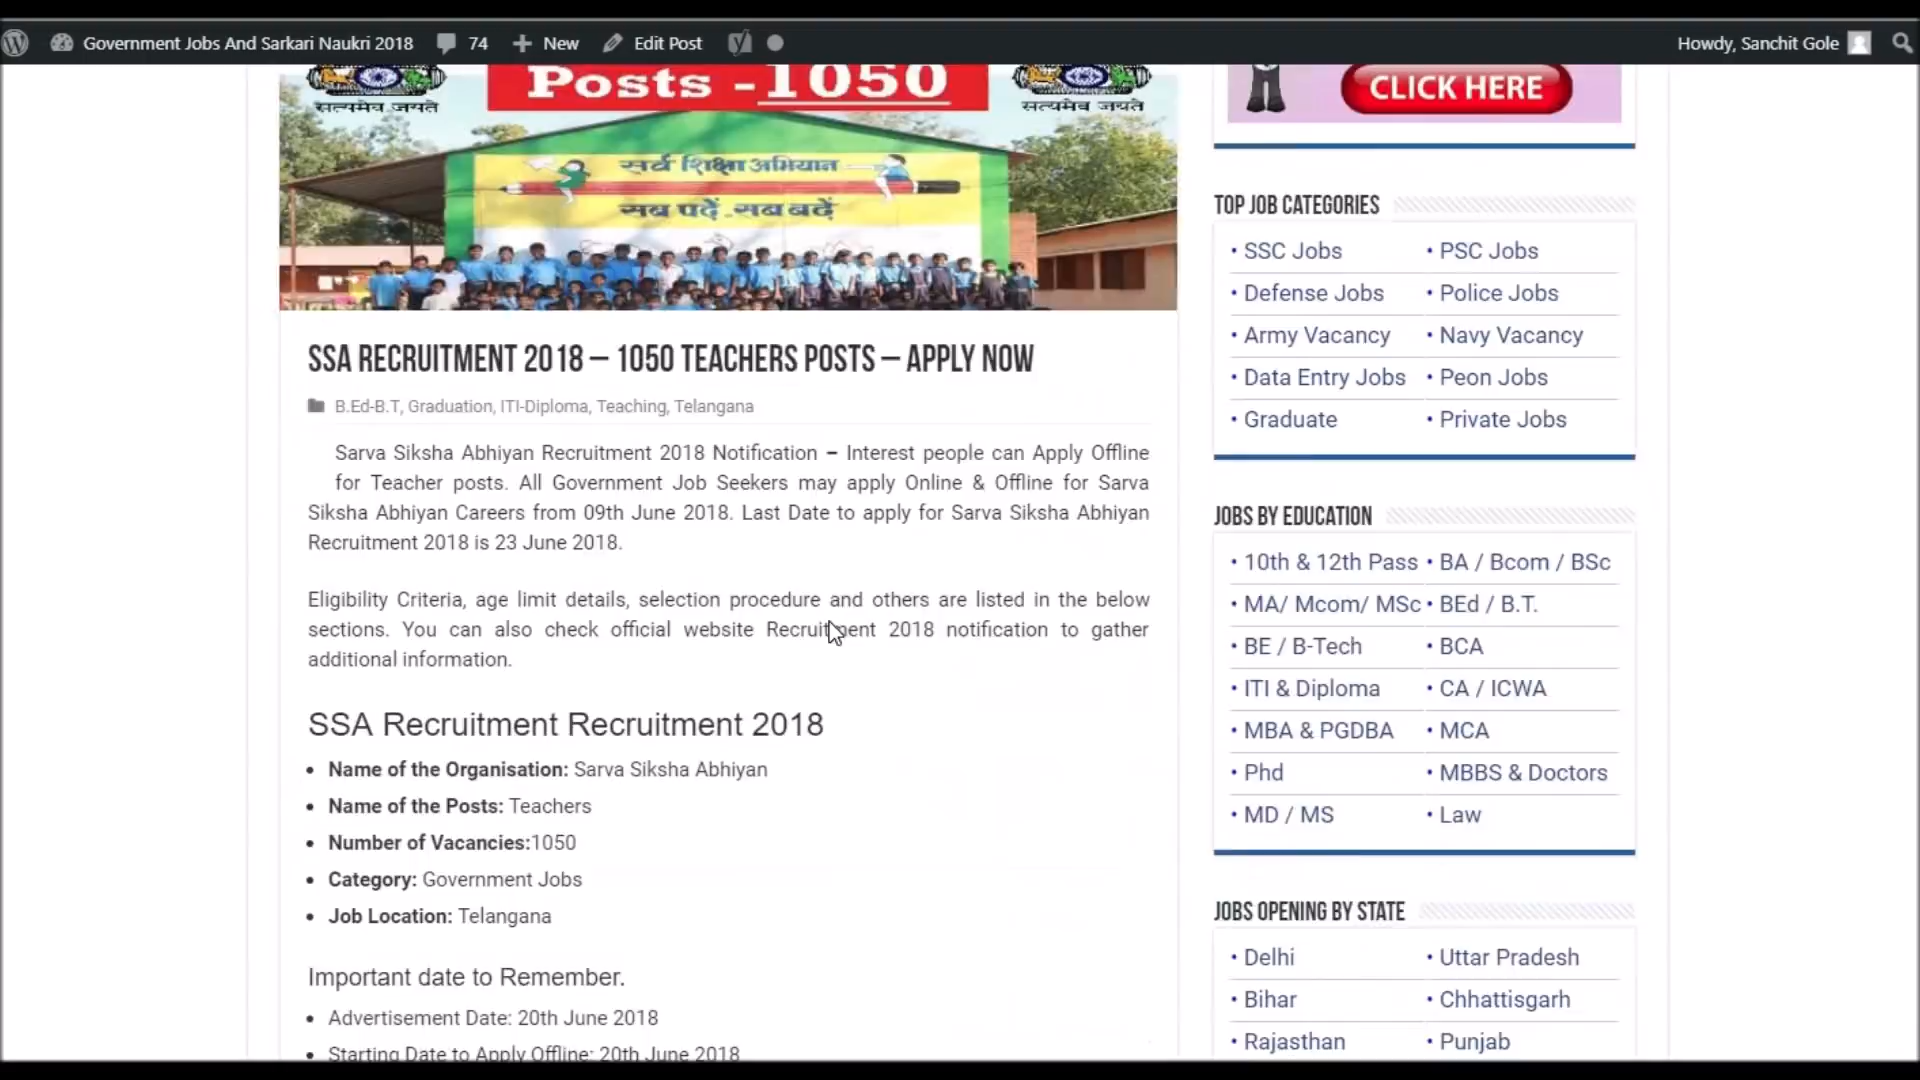 Government Jobs And Sarkari Naukri 2018 74 New Edit Post Howdy, Sanchit Gole
Posts -1050
सत्यमेव जयते सत्यमेव जयते
सर्व शिक्षा अभियान
सब पढ़ें - सब बढ़ें
SSA RECRUITMENT 2018 – 1050 TEACHERS POSTS – APPLY NOW
B.Ed-B.T, Graduation, ITI-Diploma, Teaching, Telangana
Sarva Siksha Abhiyan Recruitment 2018 Notification – Interest people can Apply Offline
for Teacher posts. All Government Job Seekers may apply Online & Offline for Sarva
Siksha Abhiyan Careers from 09th June 2018. Last Date to apply for Sarva Siksha Abhiyan
Recruitment 2018 is 23 June 2018.
Eligibility Criteria, age limit details, selection procedure and others are listed in the below
sections. You can also check official website Recruitment 2018 notification to gather
additional information.
SSA Recruitment Recruitment 2018
• Name of the Organisation: Sarva Siksha Abhiyan
• Name of the Posts: Teachers
• Number of Vacancies:1050
• Category: Government Jobs
• Job Location: Telangana
Important date to Remember.
• Advertisement Date: 20th June 2018
• Starting Date to Apply Offline: 20th June 2018
CLICK HERE
TOP JOB CATEGORIES
• SSC Jobs • PSC Jobs
• Defense Jobs • Police Jobs
• Army Vacancy • Navy Vacancy
• Data Entry Jobs • Peon Jobs
• Graduate • Private Jobs
JOBS BY EDUCATION
• 10th & 12th Pass • BA / Bcom / BSc
• MA/ Mcom/ MSc • BEd / B.T.
• BE / B-Tech • BCA
• ITI & Diploma • CA / ICWA
• MBA & PGDBA • MCA
• Phd • MBBS & Doctors
• MD / MS • Law
JOBS OPENING BY STATE
• Delhi • Uttar Pradesh
• Bihar • Chhattisgarh
• Rajasthan • Punjab